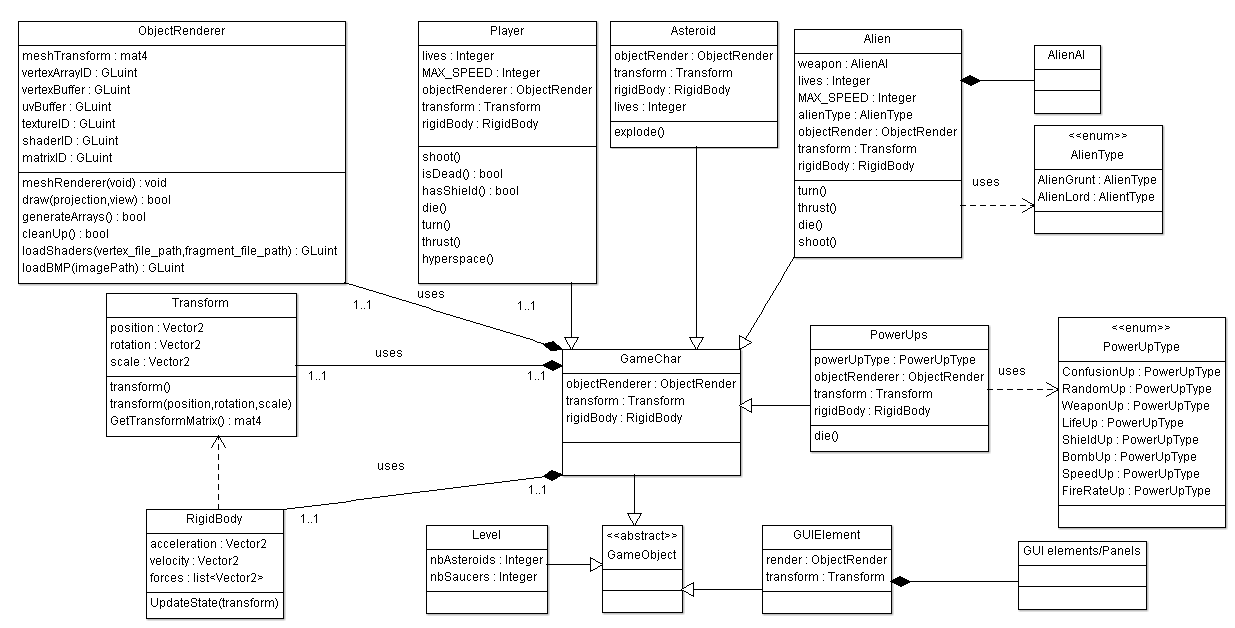 ObjectRenderer
meshTransform : mat4
vertexArrayID : GLuint
vertexBuffer : GLuint
uvBuffer : GLuint
textureID : GLuint
shaderID : GLuint
matrixID : GLuint
meshRenderer(void) : void
draw(projection,view) : bool
generateArrays() : bool
cleanUp() : bool
loadShaders(vertex_file_path,fragment_file_path) : GLuint
loadBMP(imagePath) : GLuint
Player
lives : Integer
MAX_SPEED : Integer
objectRenderer : ObjectRender
transform : Transform
rigidBody : RigidBody
shoot()
isDead() : bool
hasShield() : bool
die()
turn()
thrust()
hyperspace()
Asteroid
objectRender : ObjectRender
transform : Transform
rigidBody : RigidBody
lives : Integer
explode()
Alien
weapon : AlienAI
lives : Integer
MAX_SPEED : Integer
alienType : AlienType
objectRender : ObjectRender
transform : Transform
rigidBody : RigidBody
turn()
thrust()
die()
shoot()
AlienAI
<<enum>>
AlienType
AlienGrunt : AlienType
AlienLord : AlientType
uses
uses
1..1
1..1
Transform
position : Vector2
rotation : Vector2
scale : Vector2
transform()
transform(position,rotation,scale)
GetTransformMatrix() : mat4
uses
1..1
1..1
GameChar
objectRenderer : ObjectRender
transform : Transform
rigidBody : RigidBody
PowerUps
powerUpType : PowerUpType
objectRenderer : ObjectRender
transform : Transform
rigidBody : RigidBody
die()
uses
<<enum>>
PowerUpType
ConfusionUp : PowerUpType
RandomUp : PowerUpType
WeaponUp : PowerUpType
LifeUp : PowerUpType
ShieldUp : PowerUpType
BombUp : PowerUpType
SpeedUp : PowerUpType
FireRateUp : PowerUpType
uses
1..1
1..1
RigidBody
acceleration : Vector2
velocity : Vector2
forces : list<Vector2>
UpdateState(transform)
Level
nbAsteroids : Integer
nbSaucers : Integer
<<abstract>>
GameObject
GUIElement
render : ObjectRender
transform : Transform
GUI elements/Panels